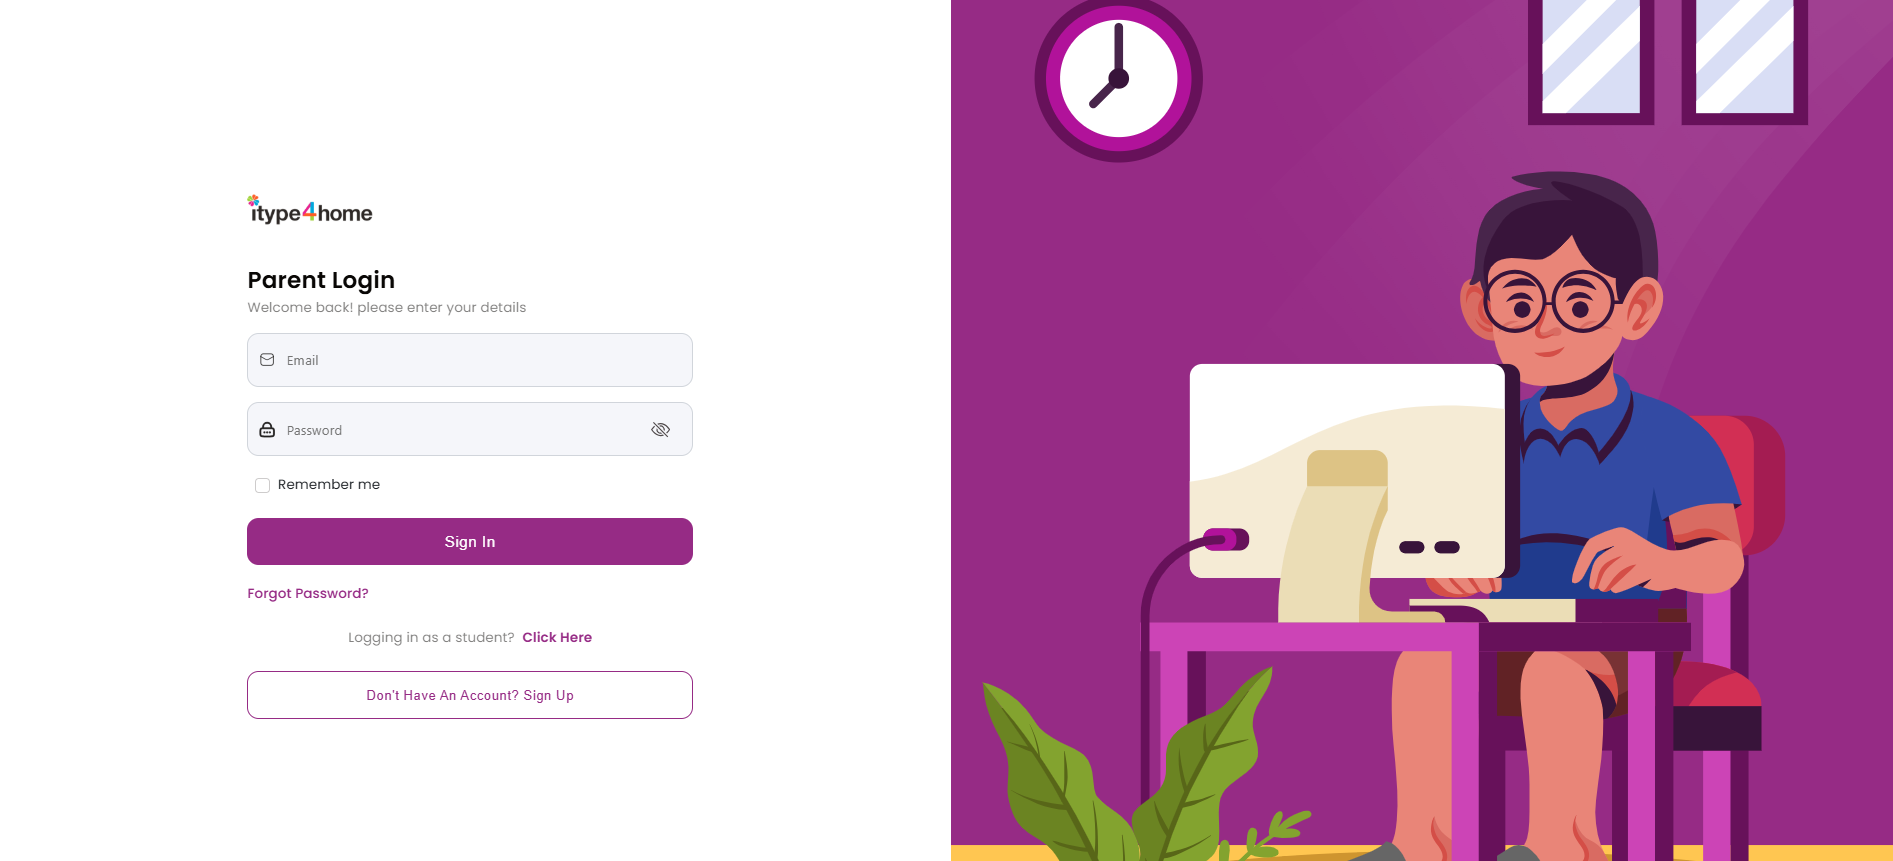 itype4home
Parent Login
Welcome back! please enter your details
Email
Password
Remember me
Sign In
Forgot Password?
Logging in as a student? Click Here
Don't Have An Account? Sign Up